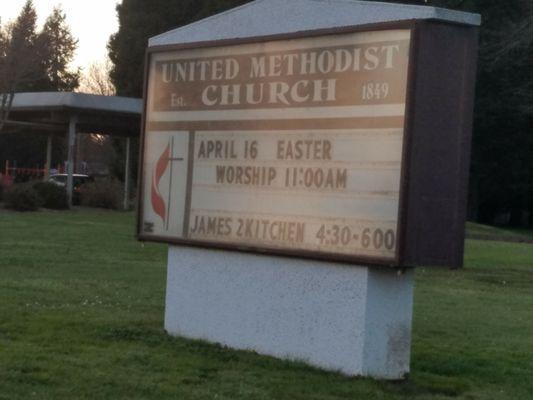 UNITED METHODIST
Est. CHURCH 1849
APRIL 16 EASTER
WORSHIP 11:00AM
JAMES 2KITCHEN 4:30-600